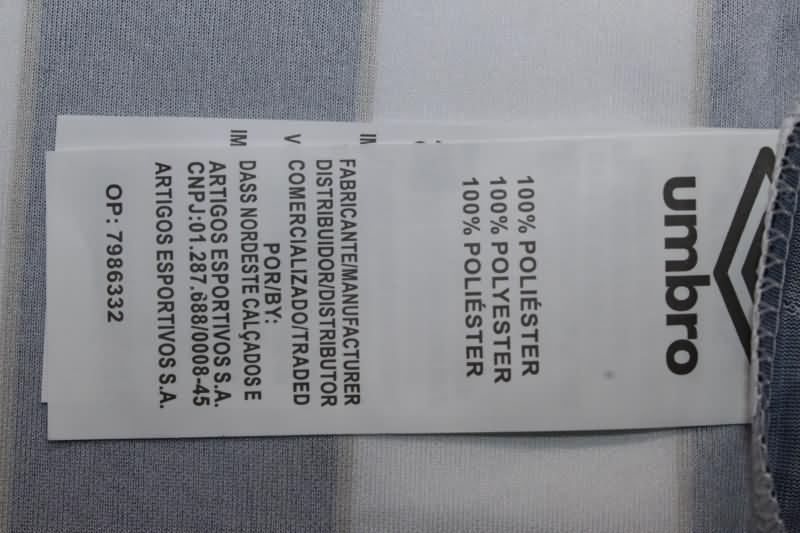 umbro
100% POLIÉSTER
100% POLYESTER
100% POLIÉSTER
FABRICANTE/MANUFACTURER
DISTRIBUIDOR/DISTRIBUTOR
COMERCIALIZADO/TRADED
POR/BY:
DASS NORDESTE CALÇADOS E
ARTIGOS ESPORTIVOS S.A.
CNPJ:01.287.688/0008-45
ARTIGOS ESPORTIVOS S.A.
OP: 7986332